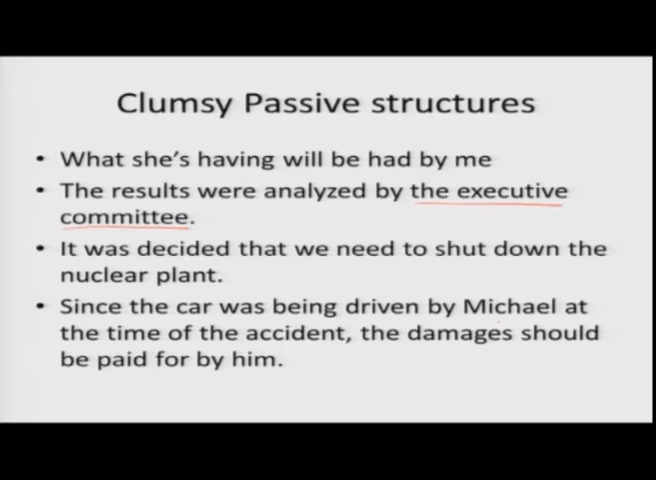 Clumsy Passive structures
• What she's having will be had by me
• The results were analyzed by the executive
committee.
• It was decided that we need to shut down the
nuclear plant.
• Since the car was being driven by Michael at
the time of the accident, the damages should
be paid for by him.